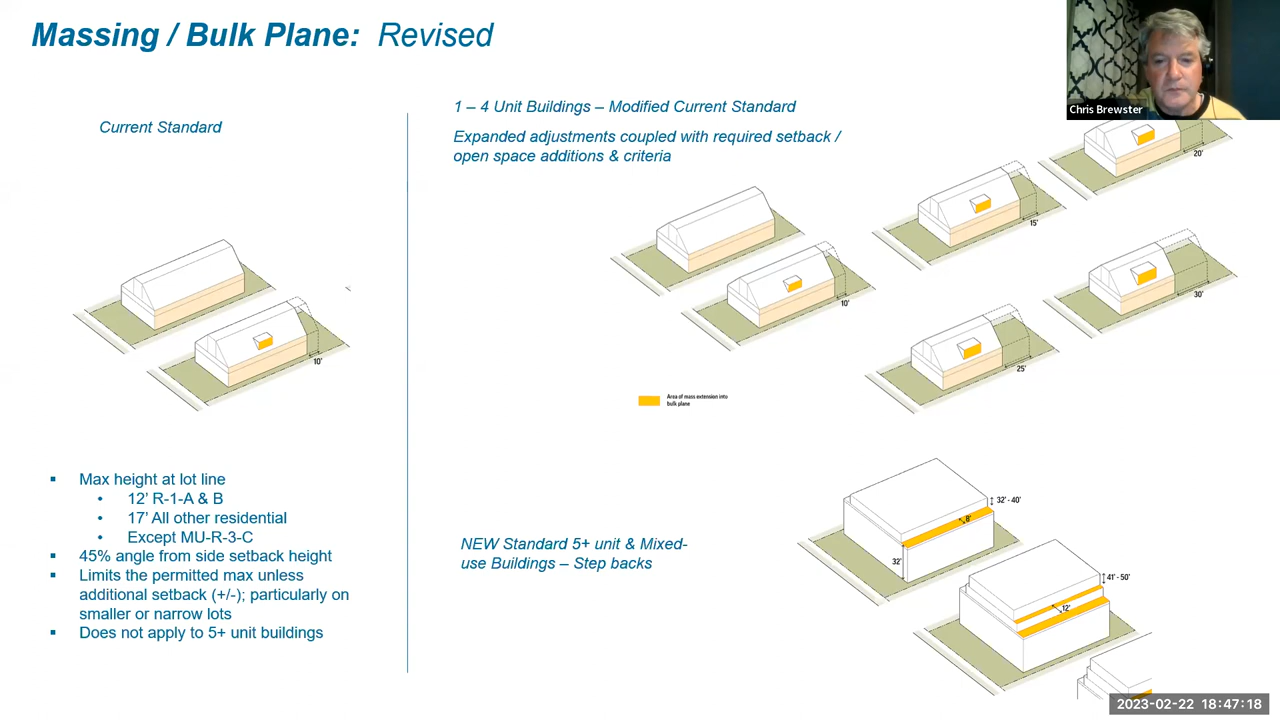 Massing / Bulk Plane: Revised
Chris Brewster
Current Standard
1 – 4 Unit Buildings – Modified Current Standard
Expanded adjustments coupled with required setback /
open space additions & criteria
20'
15'
10'
30'
25'
10'
Area of mass extension into
bulk plane
Max height at lot line
12' R-1-A & B
17' All other residential
Except MU-R-3-C
45% angle from side setback height
Limits the permitted max unless
additional setback (+/-); particularly on
smaller or narrow lots
Does not apply to 5+ unit buildings
NEW Standard 5+ unit & Mixed-
use Buildings – Step backs
32' - 40'
8'
32'
41' - 50'
12'
2023-02-22 18:47:18